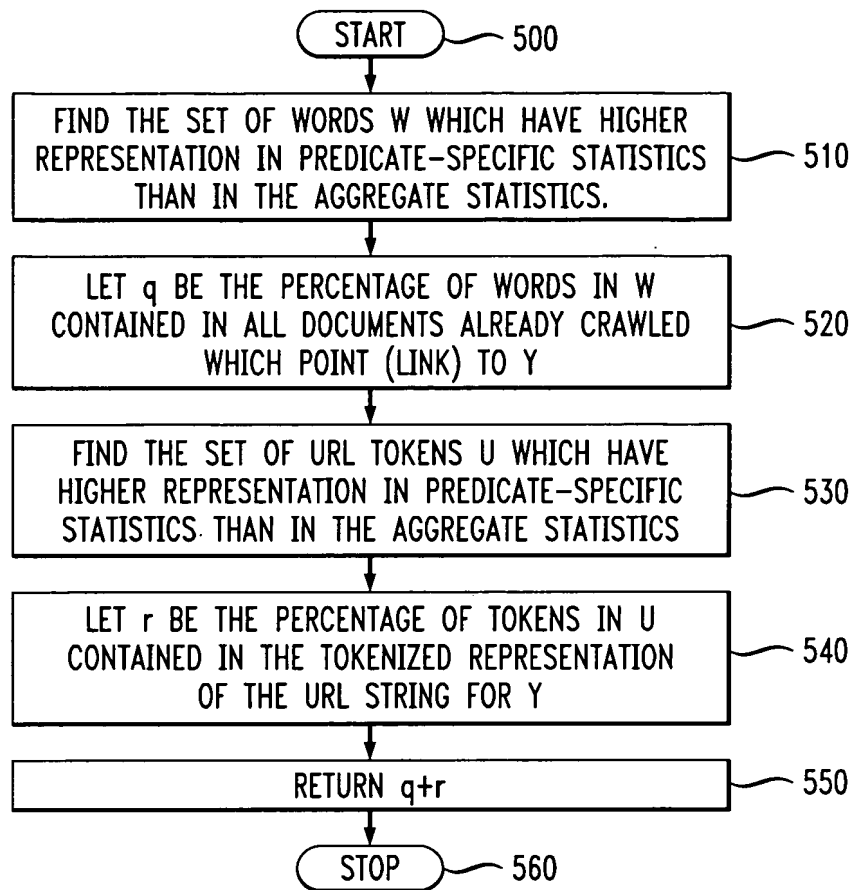 START 500
FIND THE SET OF WORDS W WHICH HAVE HIGHER
REPRESENTATION IN PREDICATE-SPECIFIC STATISTICS
THAN IN THE AGGREGATE STATISTICS.
510
LET q BE THE PERCENTAGE OF WORDS IN W
CONTAINED IN ALL DOCUMENTS ALREADY CRAWLED
WHICH POINT (LINK) TO Y
520
FIND THE SET OF URL TOKENS U WHICH HAVE
HIGHER REPRESENTATION IN PREDICATE-SPECIFIC
STATISTICS THAN IN THE AGGREGATE STATISTICS
530
LET r BE THE PERCENTAGE OF TOKENS IN U
CONTAINED IN THE TOKENIZED REPRESENTATION
OF THE URL STRING FOR Y
540
RETURN q+r
550
STOP 560